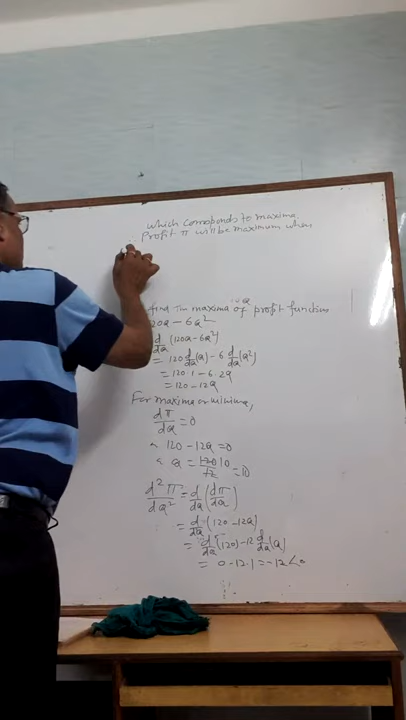 which corresponds to maxima
Profit π will be maximum when
find the maxima of profit function
120Q - 6Q²
d/dQ (120Q - 6Q²)
= 120 d/dQ (Q) - 6 d/dQ (Q²)
= 120.1 - 6.2Q
= 120 - 12Q
For maxima or minima,
dπ/dQ = 0
120 - 12Q = 0
Q = 120/12 10 = 10
d²π/dQ² = d/dQ (dπ/dQ)
= d/dQ (120 - 12Q)
= d/dQ (120) - 12 d/dQ (Q)
= 0 - 12.1 = -12 < 0